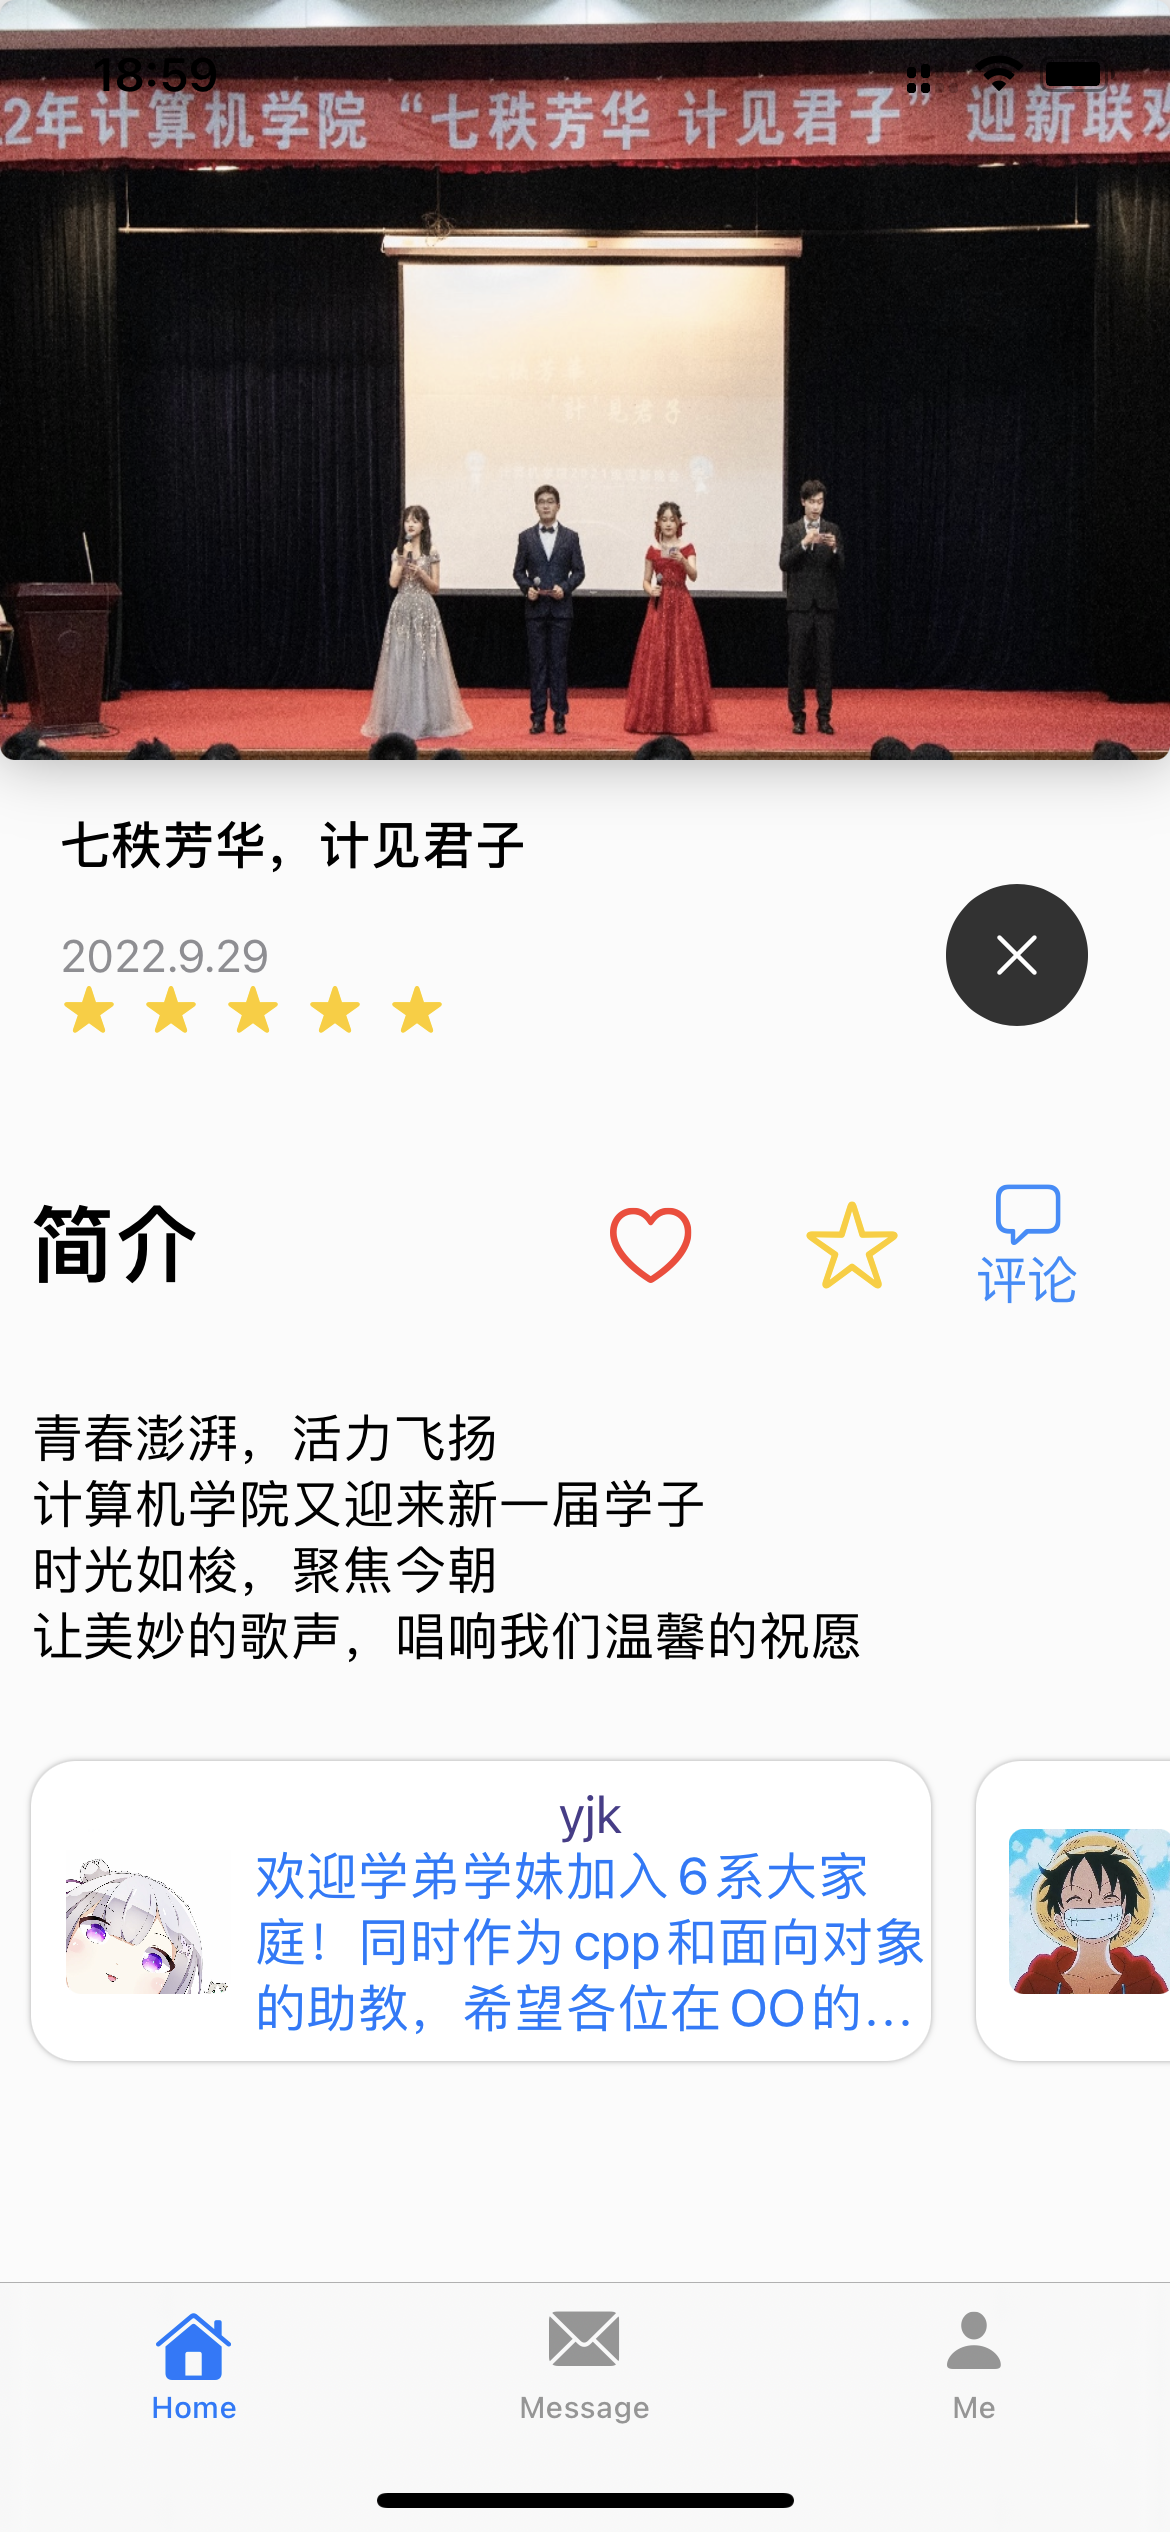 18:59
2年计算机学院“七秩芳华 计见君子”迎新联欢
七秩芳华，计见君子
2022.9.29
简介
评论
青春澎湃，活力飞扬
计算机学院又迎来新一届学子
时光如梭，聚焦今朝
让美妙的歌声，唱响我们温馨的祝愿
yjk
欢迎学弟学妹加入6系大家
庭！同时作为cpp和面向对象
的助教，希望各位在OO的...
Home
Message
Me